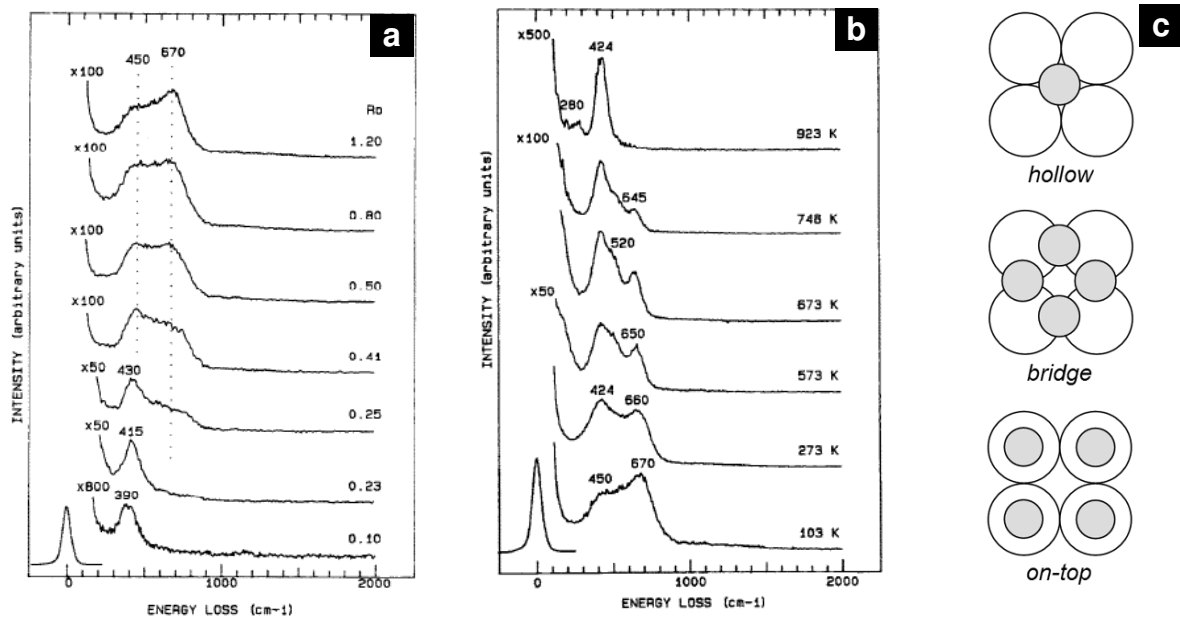 a
450 670
x100
Ro
1.20
x100
0.80
x100
0.50
x100
0.41
x50 430
0.25
x50 415
0.23
x800 390
0.10
0 1000 2000
ENERGY LOSS (cm-1)
INTENSITY (arbitrary units)
b
x500 424
280
923 K
x100
645
748 K
520
673 K
x50
650
573 K
424 660
273 K
450 670
103 K
0 1000 2000
ENERGY LOSS (cm-1)
INTENSITY (arbitrary units)
c
hollow
bridge
on-top